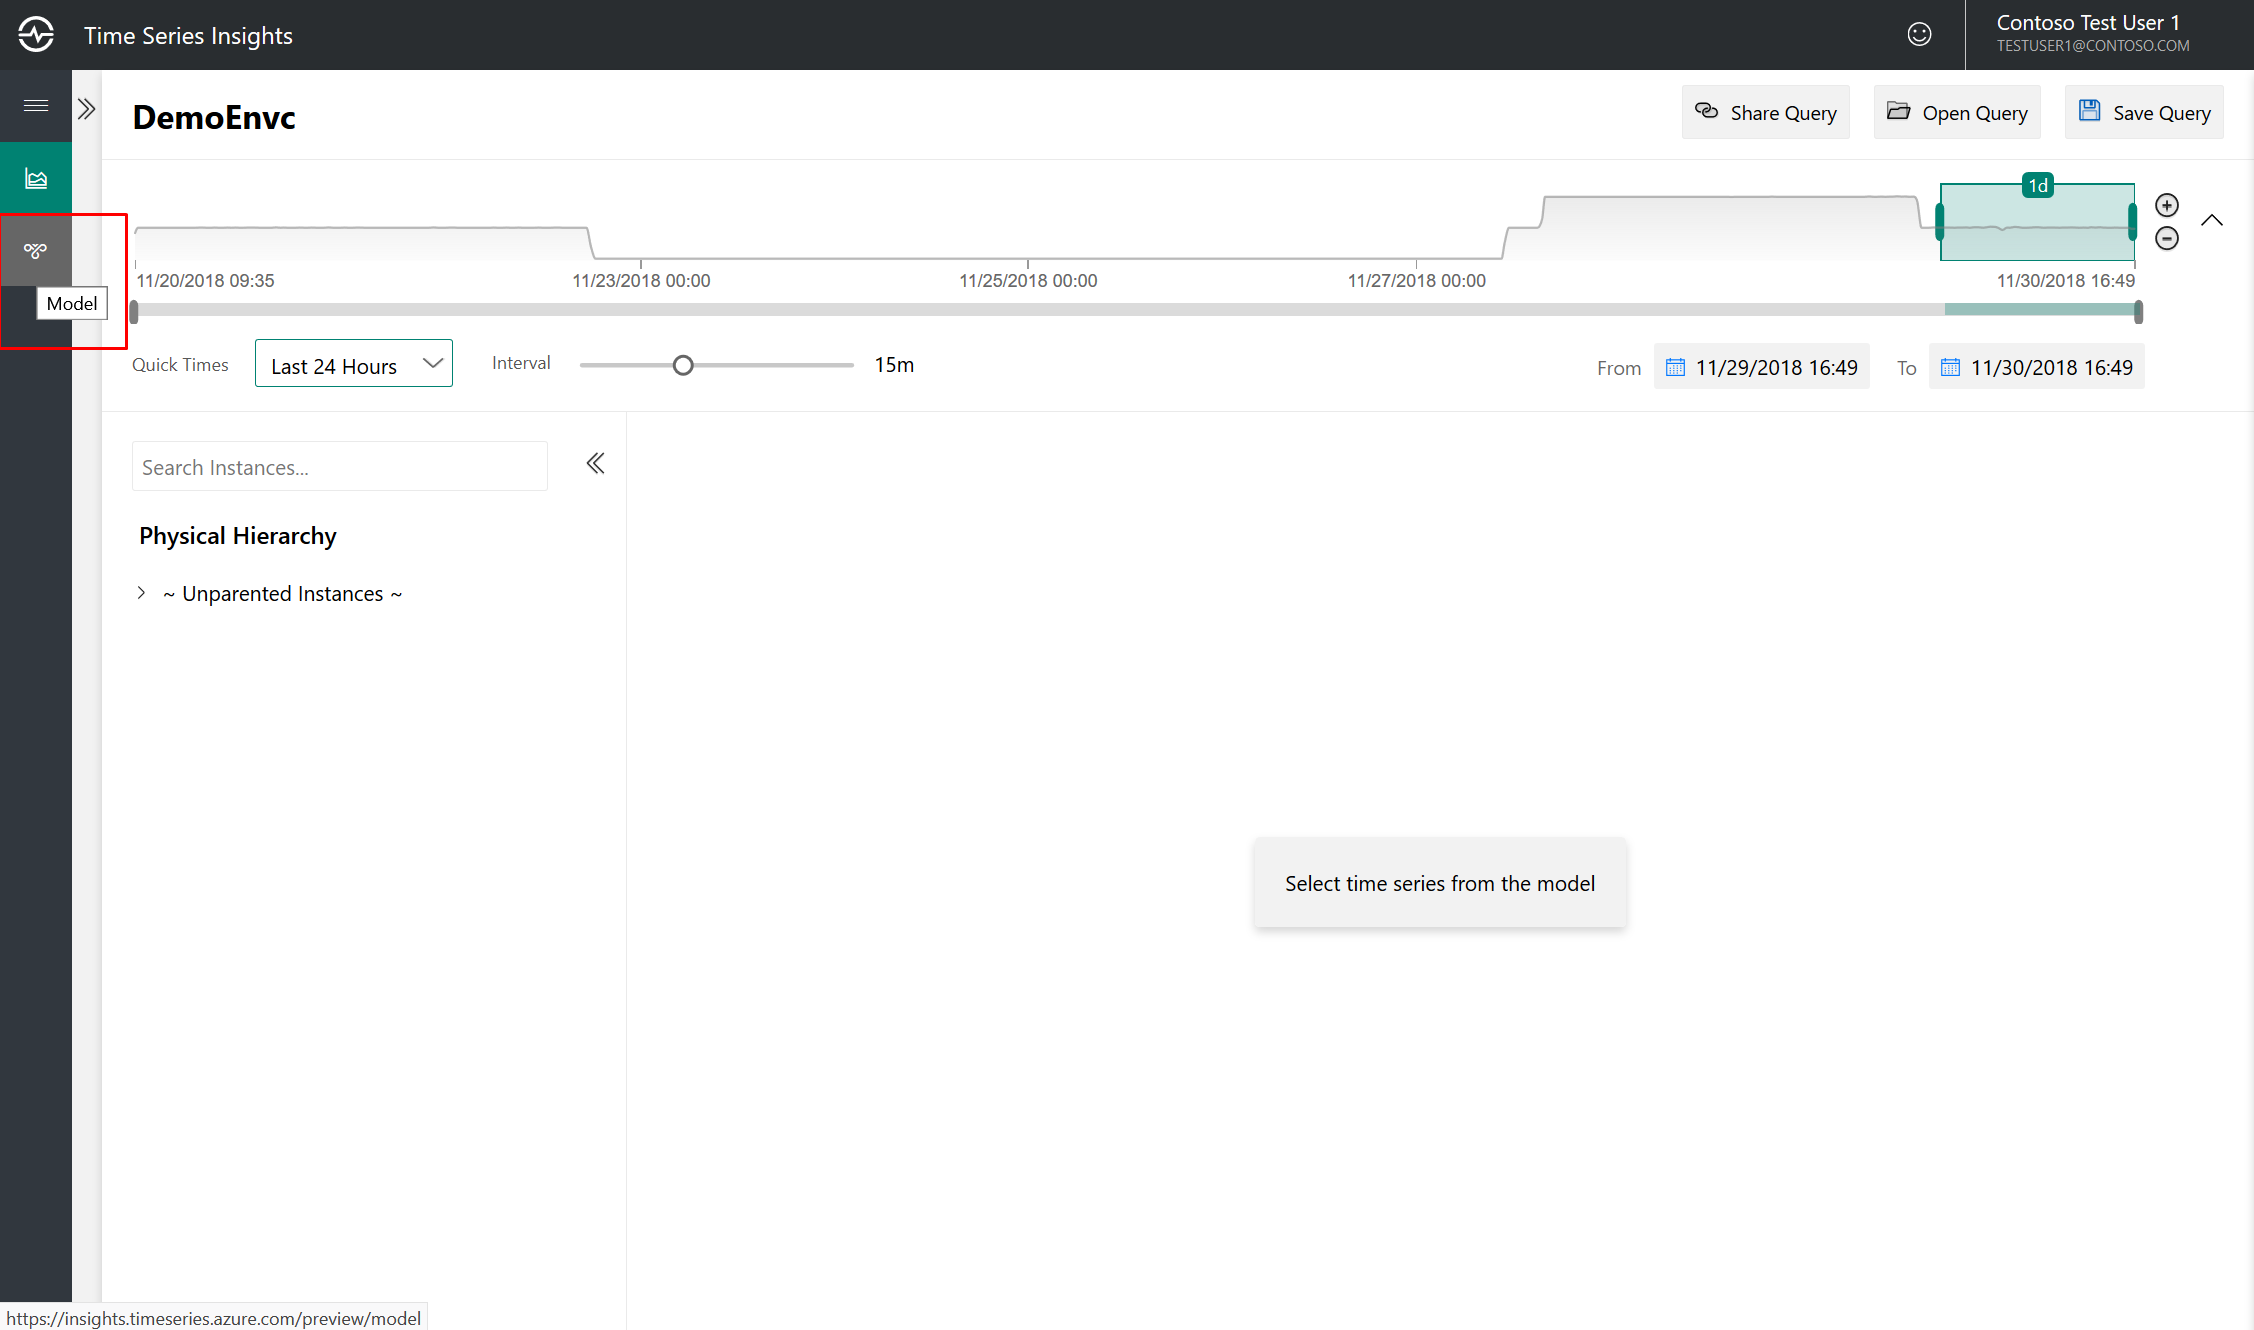 Time Series Insights
Contoso Test User 1
TESTUSER1@CONTOSO.COM
DemoEnvc
Share Query
Open Query
Save Query
1d
11/20/2018 09:35
11/23/2018 00:00
11/25/2018 00:00
11/27/2018 00:00
11/30/2018 16:49
Model
Quick Times
Last 24 Hours
Interval
15m
From
11/29/2018 16:49
To
11/30/2018 16:49
Search Instances...
Physical Hierarchy
~ Unparented Instances ~
Select time series from the model
https://insights.timeseries.azure.com/preview/model